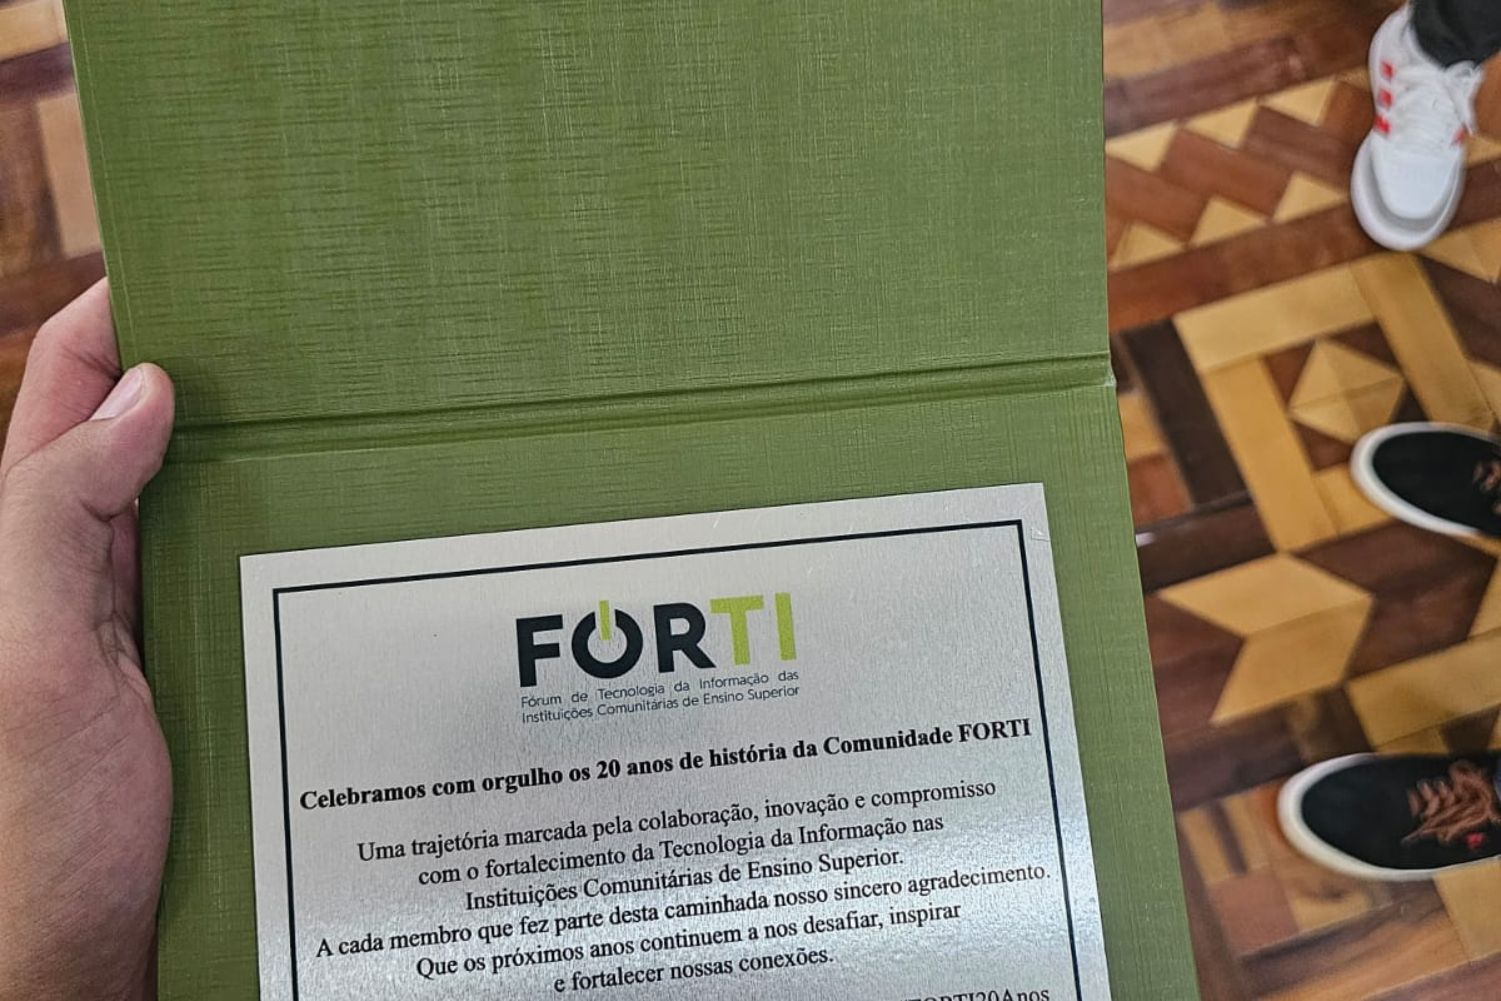 FORTI
Fórum de Tecnologia da Informação das
Instituições Comunitárias de Ensino Superior
Celebramos com orgulho os 20 anos de história da Comunidade FORTI
Uma trajetória marcada pela colaboração, inovação e compromisso
com o fortalecimento da Tecnologia da Informação nas
Instituições Comunitárias de Ensino Superior.
A cada membro que fez parte desta caminhada nosso sincero agradecimento.
Que os próximos anos continuem a nos desafiar, inspirar
e fortalecer nossas conexões.
FORTI20Anos